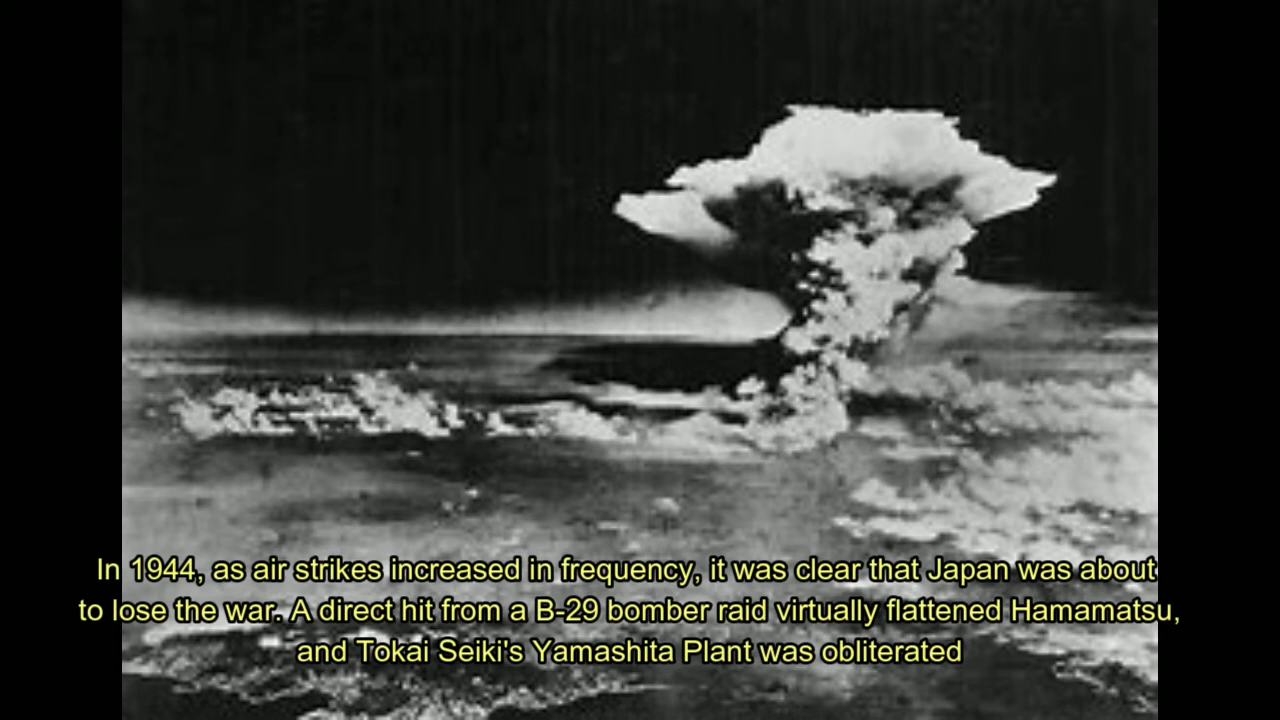 In 1944, as air strikes increased in frequency, it was clear that Japan was about
to lose the war. A direct hit from a B-29 bomber raid virtually flattened Hamamatsu,
and Tokai Seiki's Yamashita Plant was obliterated